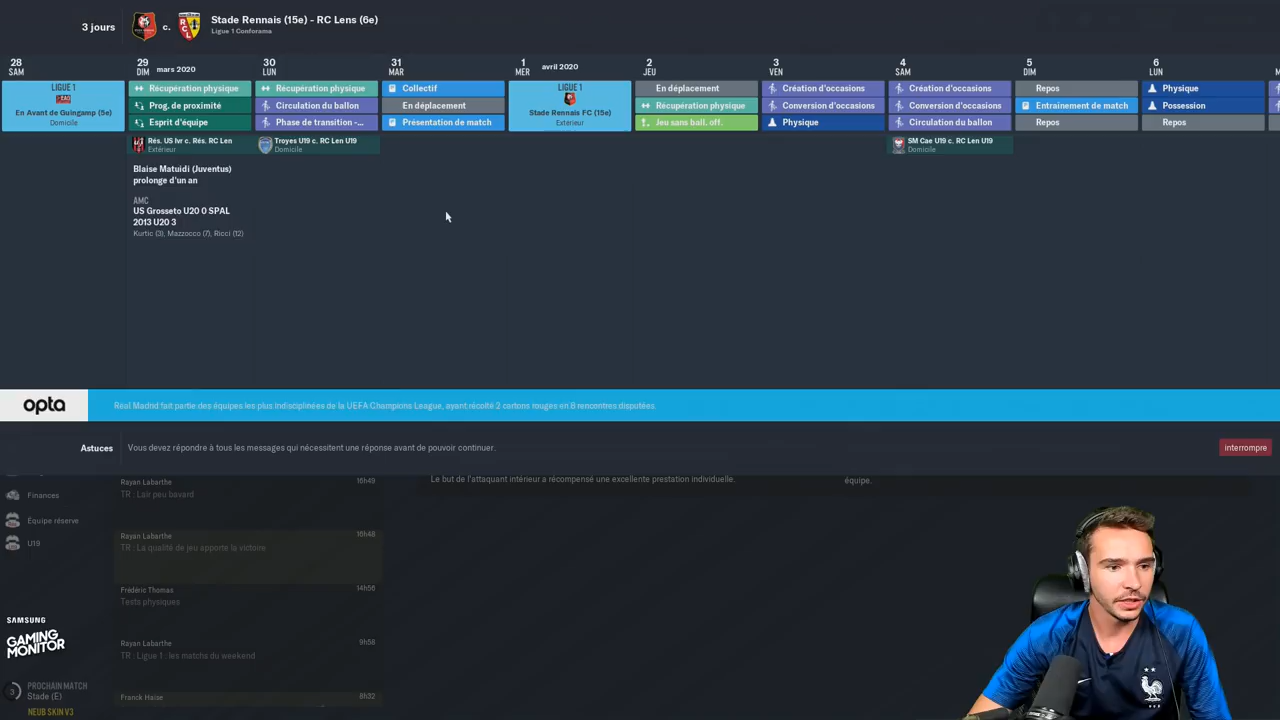 3 jours
c.
Stade Rennais (15e) - RC Lens (6e)
Ligue 1 Conforama
28
SAM
29
DIM
mars 2020
30
LUN
31
MAR
1
MER
avril 2020
2
JEU
3
VEN
4
SAM
5
DIM
6
LUN
LIGUE 1
En Avant de Guingamp (5e)
Domicile
Récupération physique
Prog. de proximité
Esprit d'équipe
Récupération physique
Circulation du ballon
Phase de transition -...
Collectif
En déplacement
Présentation de match
LIGUE 1
Stade Rennais FC (15e)
Extérieur
En déplacement
Récupération physique
Jeu sans ball. off.
Création d'occasions
Conversion d'occasions
Physique
Création d'occasions
Conversion d'occasions
Circulation du ballon
Repos
Entrainement de match
Repos
Physique
Possession
Repos
Rés. US Ivr c. Rés. RC Len
Extérieur
Troyes U19 c. RC Len U19
Domicile
SM Cae U19 c. RC Len U19
Domicile
Blaise Matuidi (Juventus)
prolonge d'un an
AMC
US Grosseto U20 0 SPAL
2013 U20 3
Kurtic (3), Mazzocco (7), Ricci (12)
opta
Real Madrid fait partie des équipes les plus indisciplinées de la UEFA Champions League, ayant récolté 2 cartons rouges en 8 rencontres disputées.
Astuces
Vous devez répondre à tous les messages qui nécessitent une réponse avant de pouvoir continuer.
interrompre
Finances
Équipe réserve
U19
Rayan Labarthe
16h49
TR : Lair peu bavard
Le but de l'attaquant intérieur a récompensé une excellente prestation individuelle.
équipe.
Rayan Labarthe
16h48
TR : La qualité de jeu apporte la victoire
Frédéric Thomas
14h56
Tests physiques
Rayan Labarthe
9h58
TR : Ligue 1 : les matchs du weekend
Franck Haise
8h32
SAMSUNG
GAMING
MONITOR
3
PROCHAIN MATCH
Stade (E)
NEUB SKIN V3